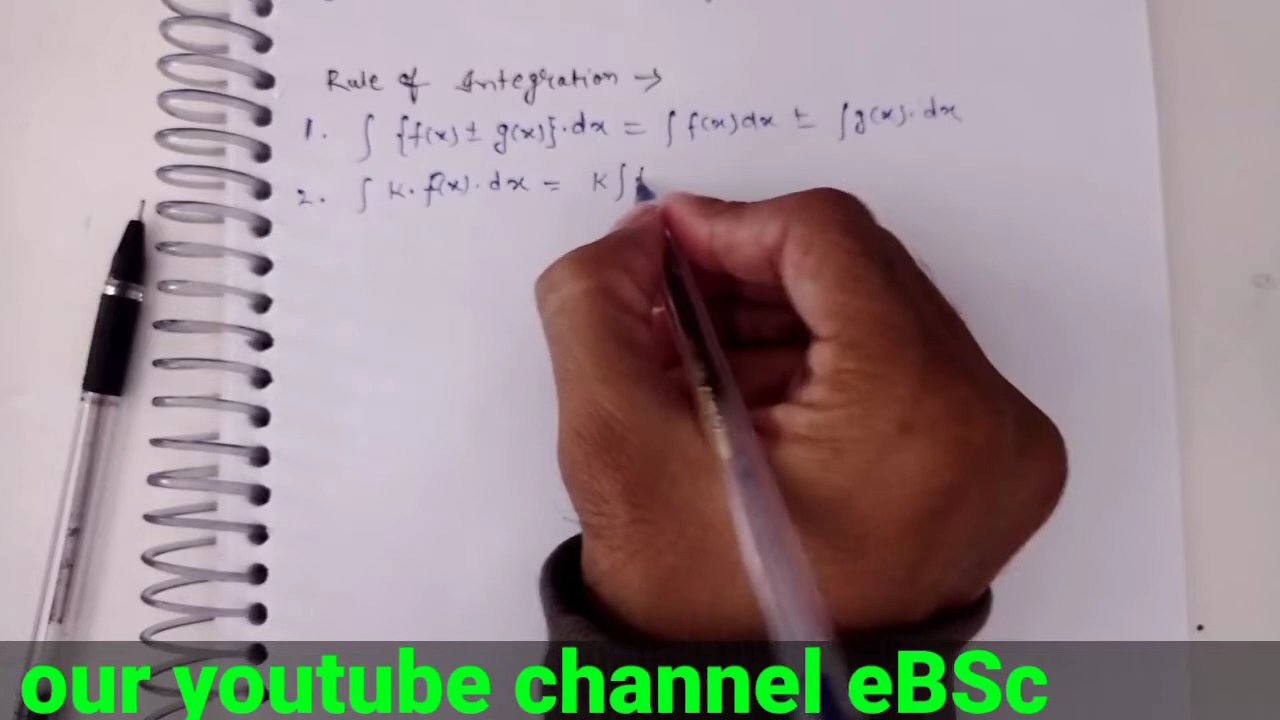 Rule of Integration →
1. ∫ {f(x) ± g(x)}·dx = ∫ f(x) dx ± ∫ g(x)·dx
2. ∫ K·f(x)·dx = K∫f
our youtube channel eBSc